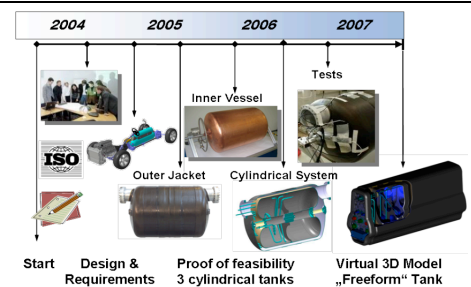 2004 2005 2006 2007
Tests
Inner Vessel
ISO
Outer Jacket Cylindrical System
Start Design & Proof of feasibility Virtual 3D Model
Requirements 3 cylindrical tanks „Freeform“ Tank